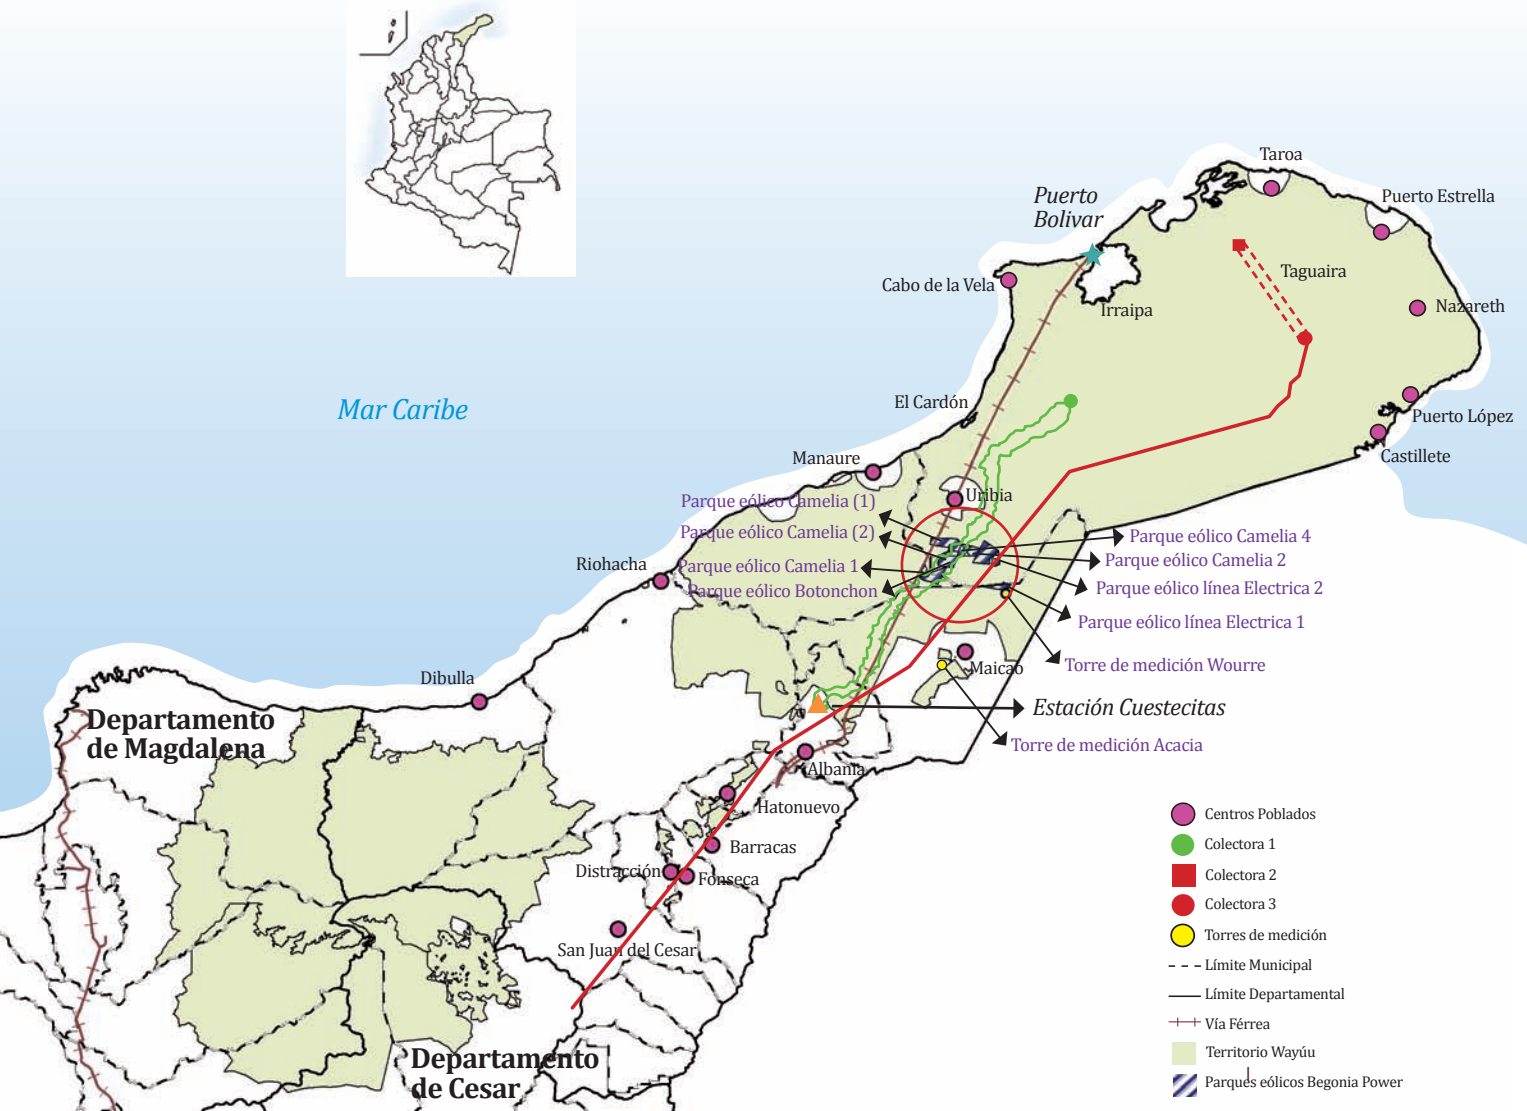 Taroa
Puerto
Bolivar
Puerto Estrella
Taguaira
Cabo de la Vela
Nazareth
Irraipa
Mar Caribe
El Cardón
Puerto López
Manaure
Castillete
Uribia
Parque eólico Camelia (1)
Parque eólico Camelia (2)
Parque eólico Camelia 4
Parque eólico Camelia 2
Riohacha
Parque eólico Camelia 1
Parque eólico Botonchon
Parque eólico línea Electrica 2
Parque eólico línea Electrica 1
Torre de medición Wourre
Maicao
Dibulla
Departamento
de Magdalena
Estación Cuestecitas
Torre de medición Acacia
Albania
Hatonuevo
Barracas
Distracción
Fonseca
San Juan del Cesar
Departamento
de Cesar
Centros Poblados
Colectora 1
Colectora 2
Colectora 3
Torres de medición
Límite Municipal
Límite Departamental
Vía Férrea
Territorio Wayúu
Parques eólicos Begonia Power